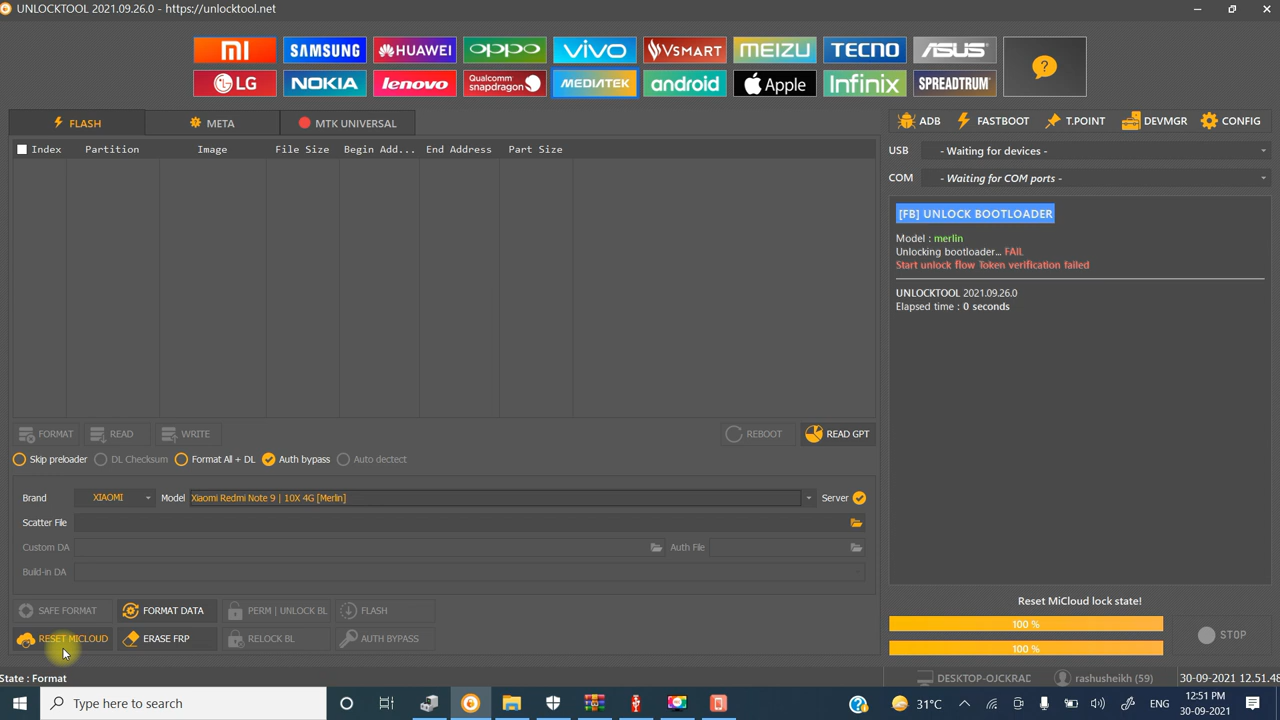 UNLOCKTOOL 2021.09.26.0 - https://unlocktool.net
MI SAMSUNG HUAWEI OPPO vivo VSMART MEIZU TECNO ASUS
LG NOKIA lenovo Qualcomm snapdragon MEDIATEK android Apple Infinix SPREADTRUM ?
FLASH META MTK UNIVERSAL
Index Partition Image File Size Begin Add... End Address Part Size
FORMAT READ WRITE REBOOT READ GPT
Skip preloader DL Checksum Format All + DL Auth bypass Auto dectect
Brand XIAOMI Model Xiaomi Redmi Note 9 | 10X 4G [Merlin] Server
Scatter File
Custom DA Auth File
Build-in DA
SAFE FORMAT FORMAT DATA PERM | UNLOCK BL FLASH
RESET MICLOUD ERASE FRP RELOCK BL AUTH BYPASS
State : Format
ADB FASTBOOT T.POINT DEVMGR CONFIG
USB - Waiting for devices -
COM - Waiting for COM ports -
[FB] UNLOCK BOOTLOADER
Model : merlin
Unlocking bootloader... FAIL
Start unlock flow Token verification failed
UNLOCKTOOL 2021.09.26.0
Elapsed time : 0 seconds
Reset MiCloud lock state!
100 %
100 %
STOP
DESKTOP-OJCKRAD rashusheikh (59) 30-09-2021 12.51.48
Type here to search
31°C ENG 12:51 PM
30-09-2021